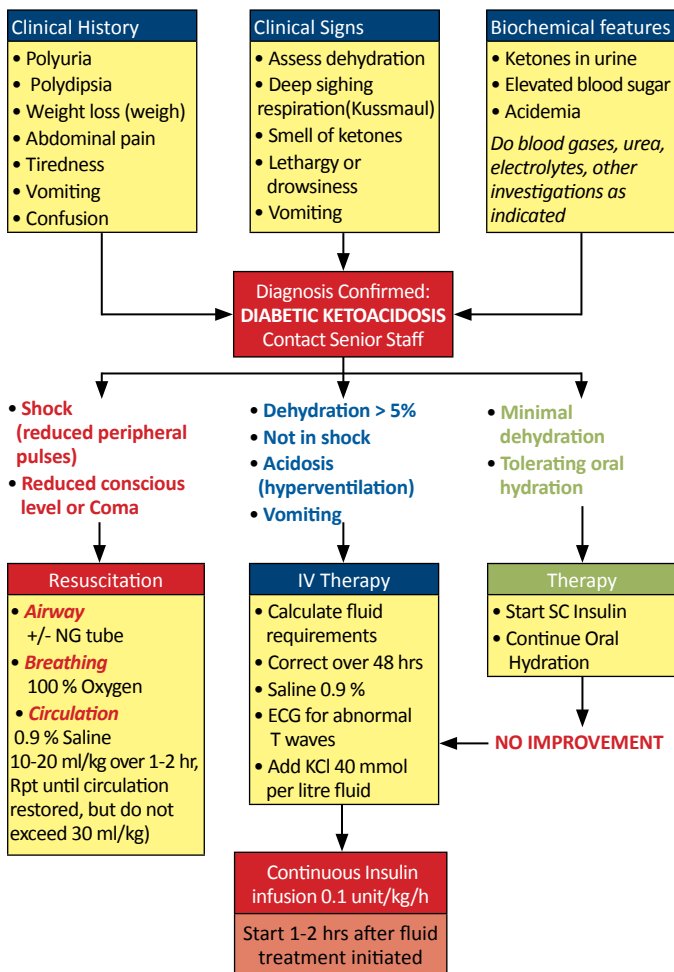 Clinical History
• Polyuria
• Polydipsia
• Weight loss (weigh)
• Abdominal pain
• Tiredness
• Vomiting
• Confusion
Clinical Signs
• Assess dehydration
• Deep sighing
respiration(Kussmaul)
• Smell of ketones
• Lethargy or
drowsiness
• Vomiting
Biochemical features
• Ketones in urine
• Elevated blood sugar
• Acidemia
Do blood gases, urea,
electrolytes, other
investigations as
indicated
Diagnosis Confirmed:
DIABETIC KETOACIDOSIS
Contact Senior Staff
• Shock
(reduced peripheral
pulses)
• Reduced conscious
level or Coma
• Dehydration > 5%
• Not in shock
• Acidosis
(hyperventilation)
• Vomiting
• Minimal
dehydration
• Tolerating oral
hydration
Resuscitation
• Airway
+/- NG tube
• Breathing
100 % Oxygen
• Circulation
0.9 % Saline
10-20 ml/kg over 1-2 hr,
Rpt until circulation
restored, but do not
exceed 30 ml/kg)
IV Therapy
• Calculate fluid
requirements
• Correct over 48 hrs
• Saline 0.9 %
• ECG for abnormal
T waves
• Add KCl 40 mmol
per litre fluid
Therapy
• Start SC Insulin
• Continue Oral
Hydration
NO IMPROVEMENT
Continuous Insulin
infusion 0.1 unit/kg/h
Start 1-2 hrs after fluid
treatment initiated